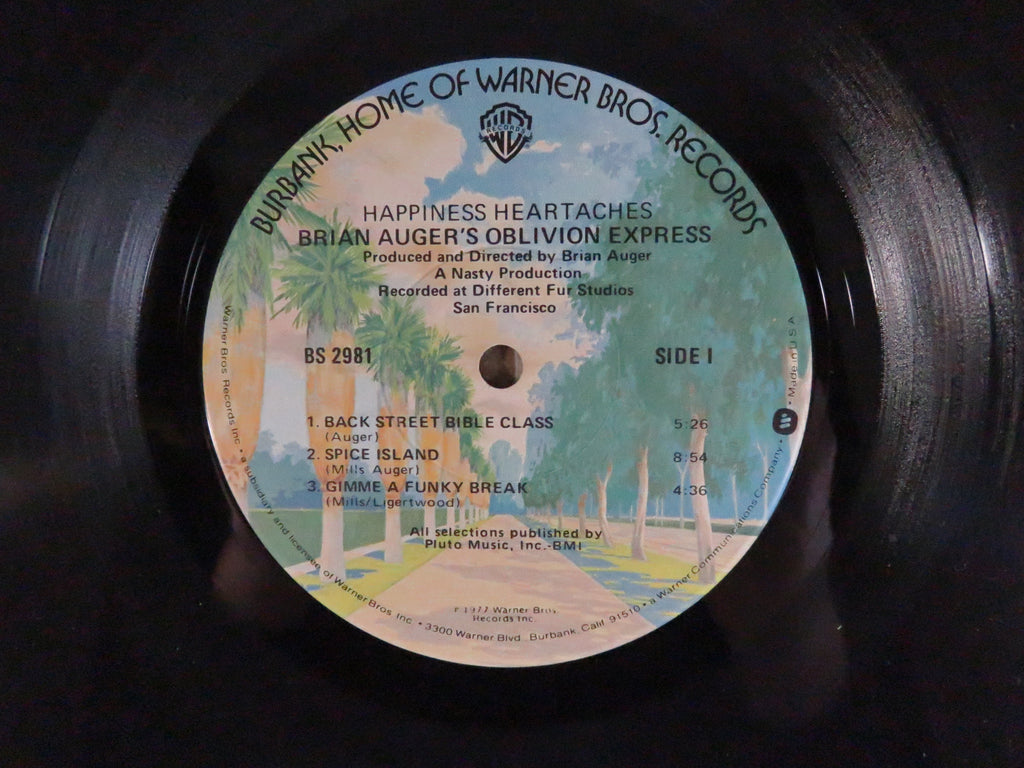 BURBANK, HOME OF WARNER BROS. RECORDS
W B
RECORDS
HAPPINESS HEARTACHES
BRIAN AUGER'S OBLIVION EXPRESS
Produced and Directed by Brian Auger
A Nasty Production
Recorded at Different Fur Studios
San Francisco
BS 2981 SIDE I
1. BACK STREET BIBLE CLASS 5:26
(Auger)
2. SPICE ISLAND 8:54
(Mills Auger)
3. GIMME A FUNKY BREAK 4:36
(Mills/Ligertwood)
All selections published by
Pluto Music, Inc.-BMI
℗ 1977 Warner Bros.
Records Inc.
Warner Bros. Records Inc. • a subsidiary and licensee of Warner Bros. Inc. • 3300 Warner Blvd., Burbank, Calif. 91510 • a Warner Communications Company • Made in U S A